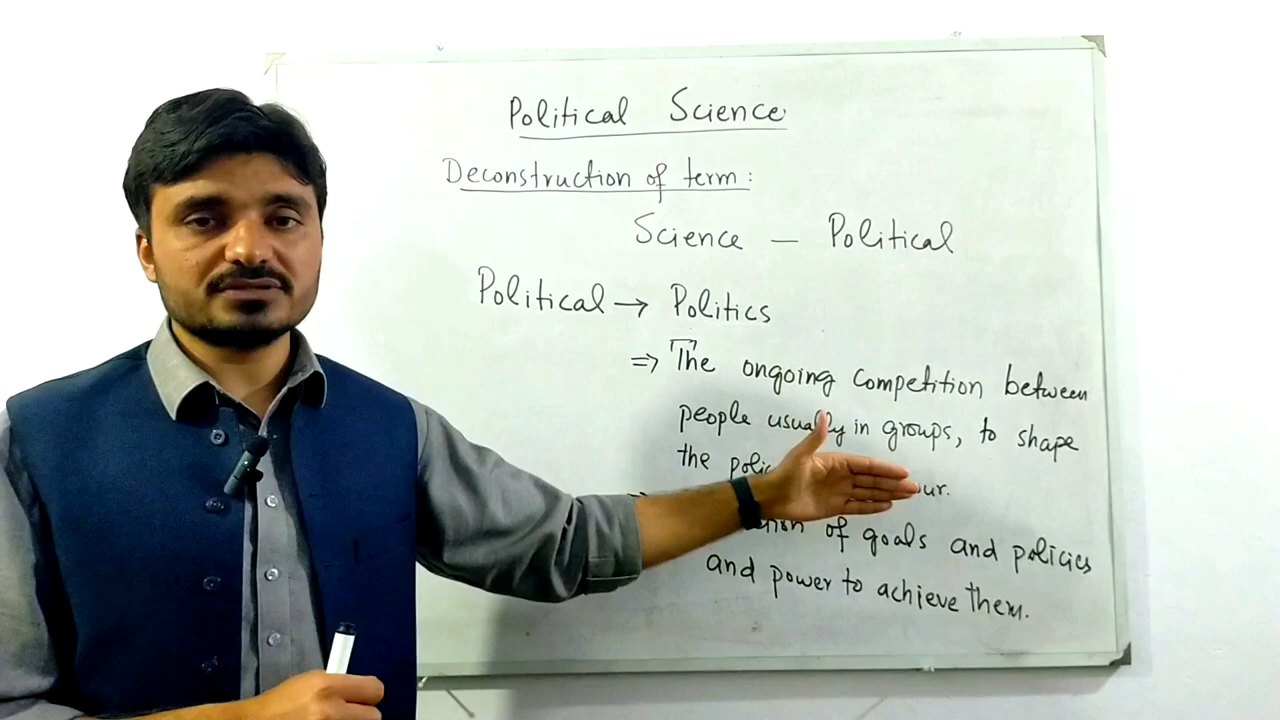 Political Science
Deconstruction of term:
Science — Political
Political → Politics
⇒ The ongoing competition between
people usually in groups, to shape
the
of goals and policies
and power to achieve them.